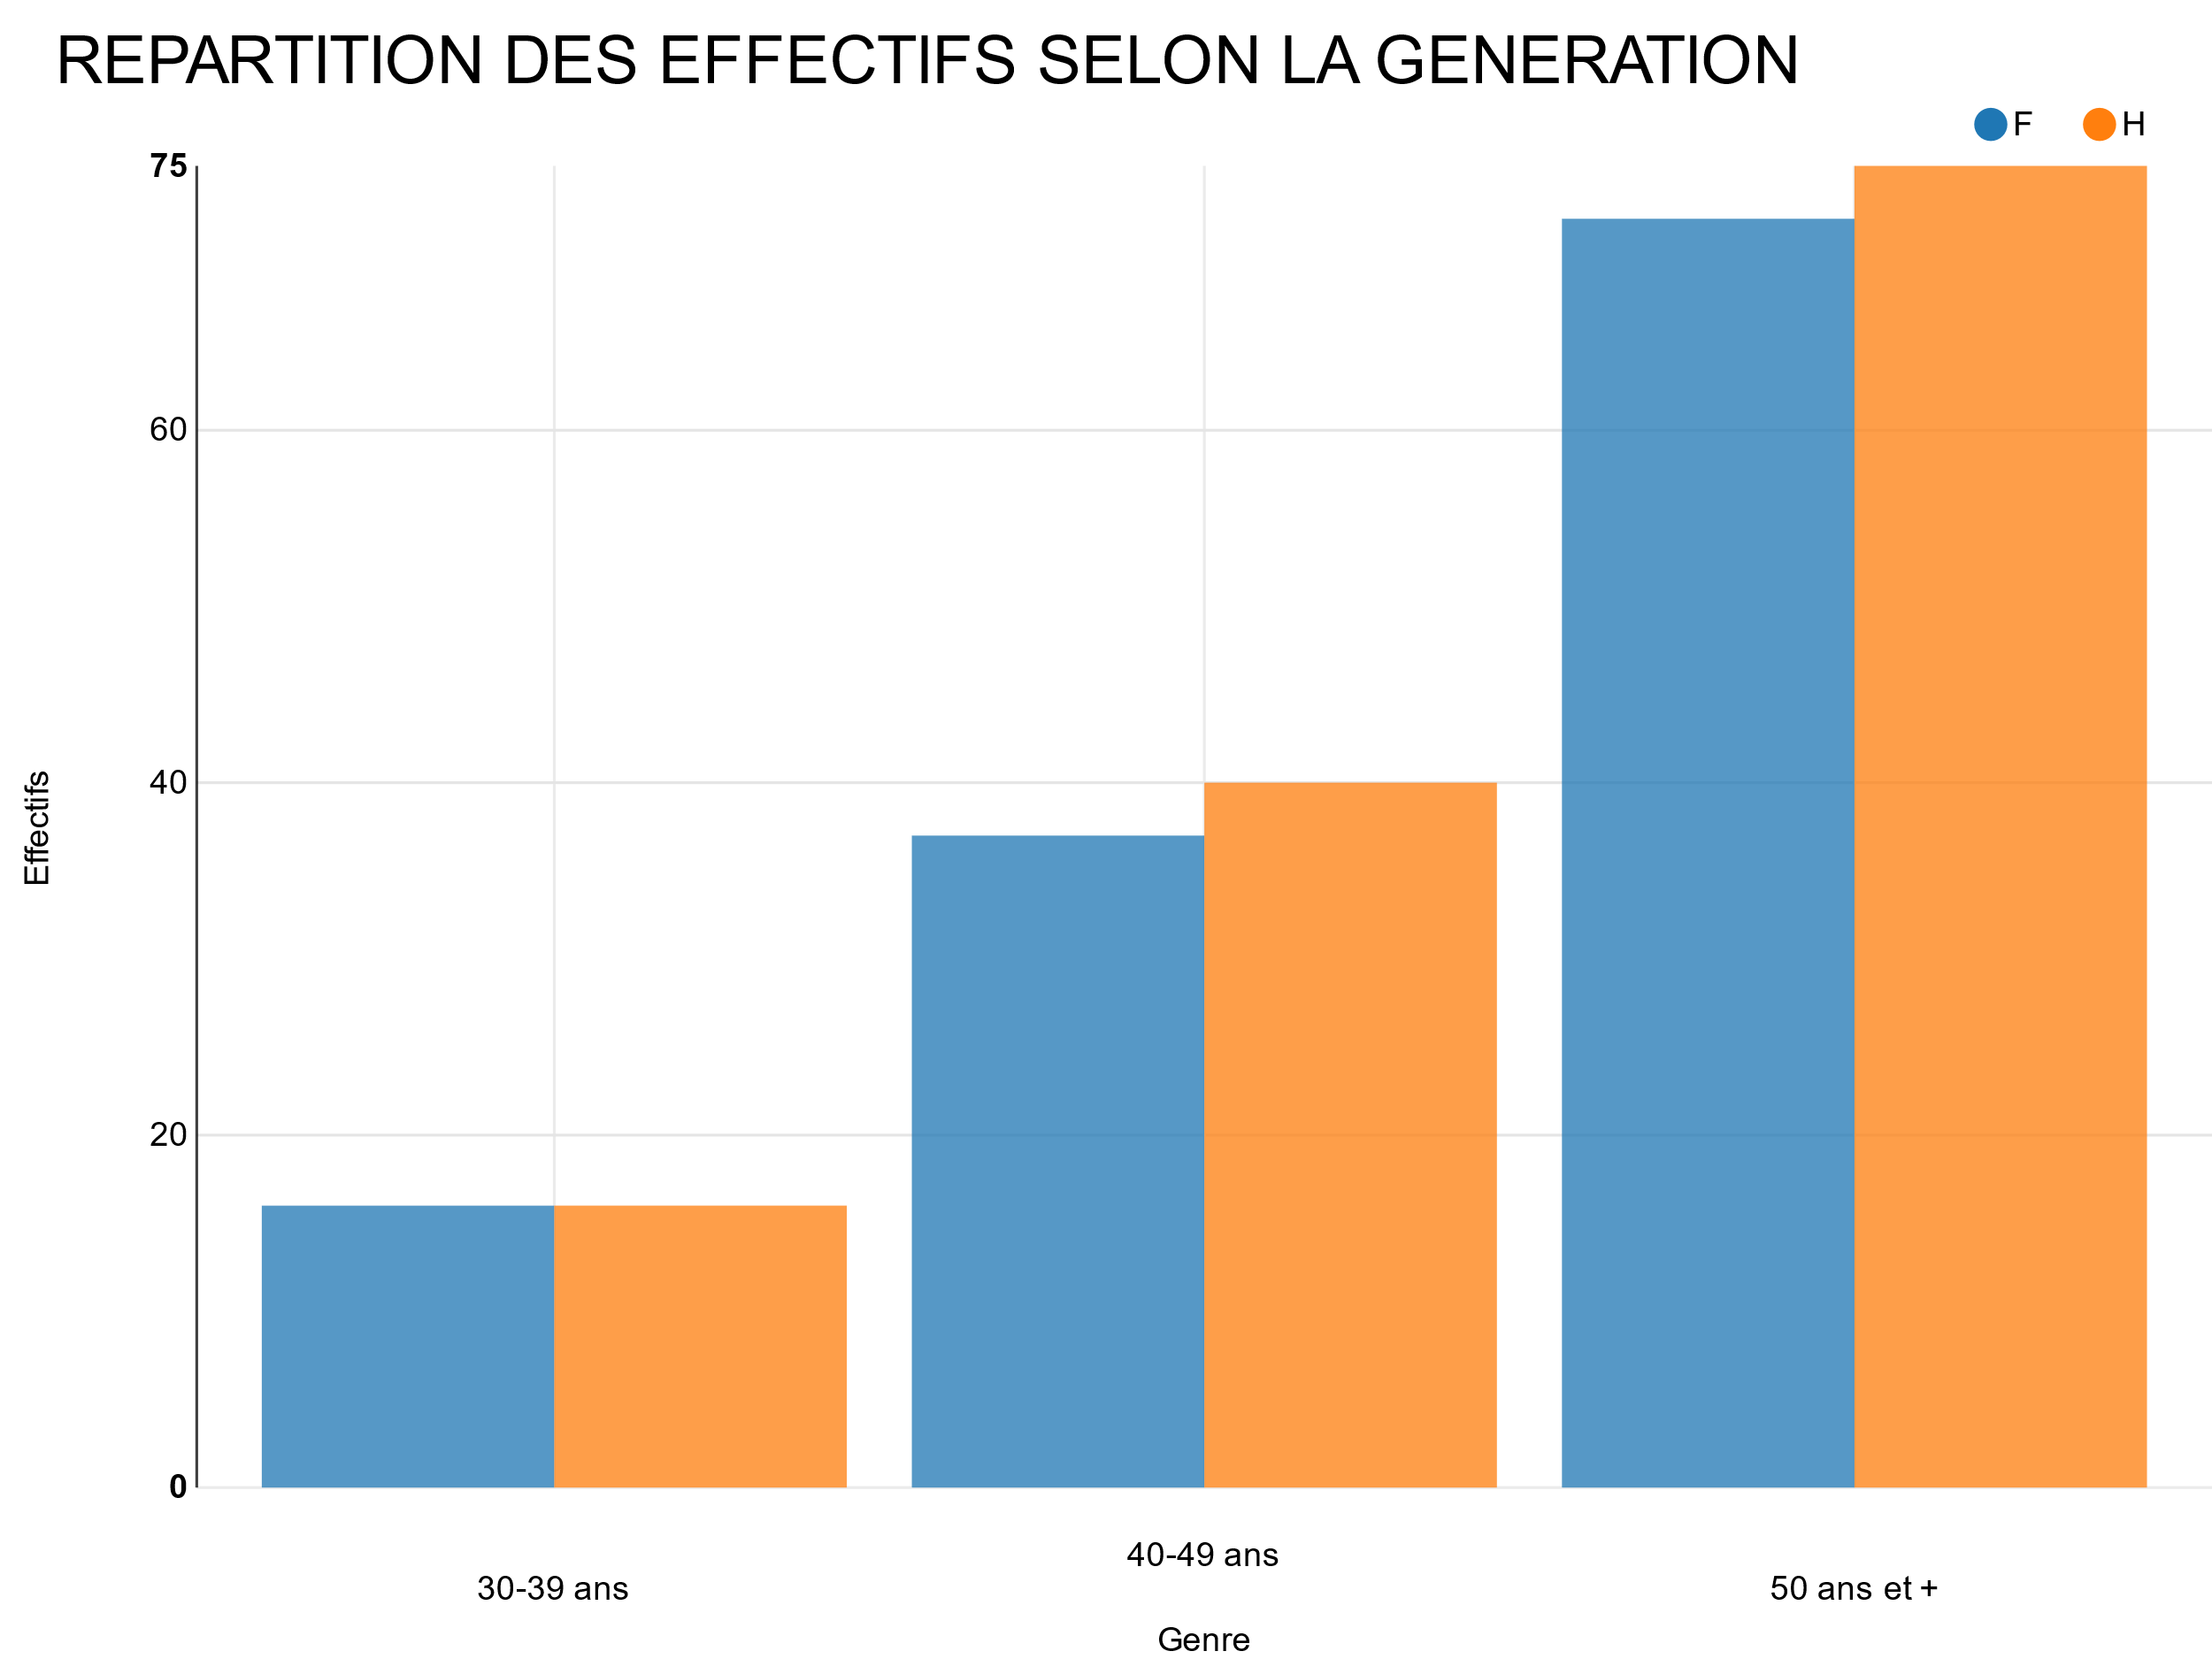 REPARTITION DES EFFECTIFS SELON LA GENERATION
F H
75
60
40
20
0
Effectifs
30-39 ans
40-49 ans
50 ans et +
Genre